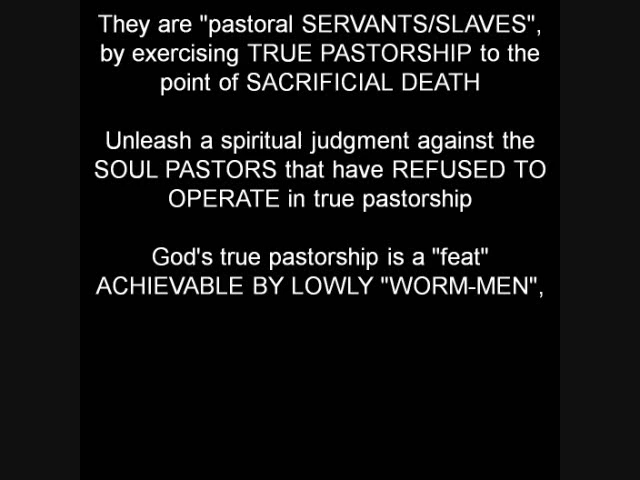 They are "pastoral SERVANTS/SLAVES",
by exercising TRUE PASTORSHIP to the
point of SACRIFICIAL DEATH
Unleash a spiritual judgment against the
SOUL PASTORS that have REFUSED TO
OPERATE in true pastorship
God's true pastorship is a "feat"
ACHIEVABLE BY LOWLY "WORM-MEN",